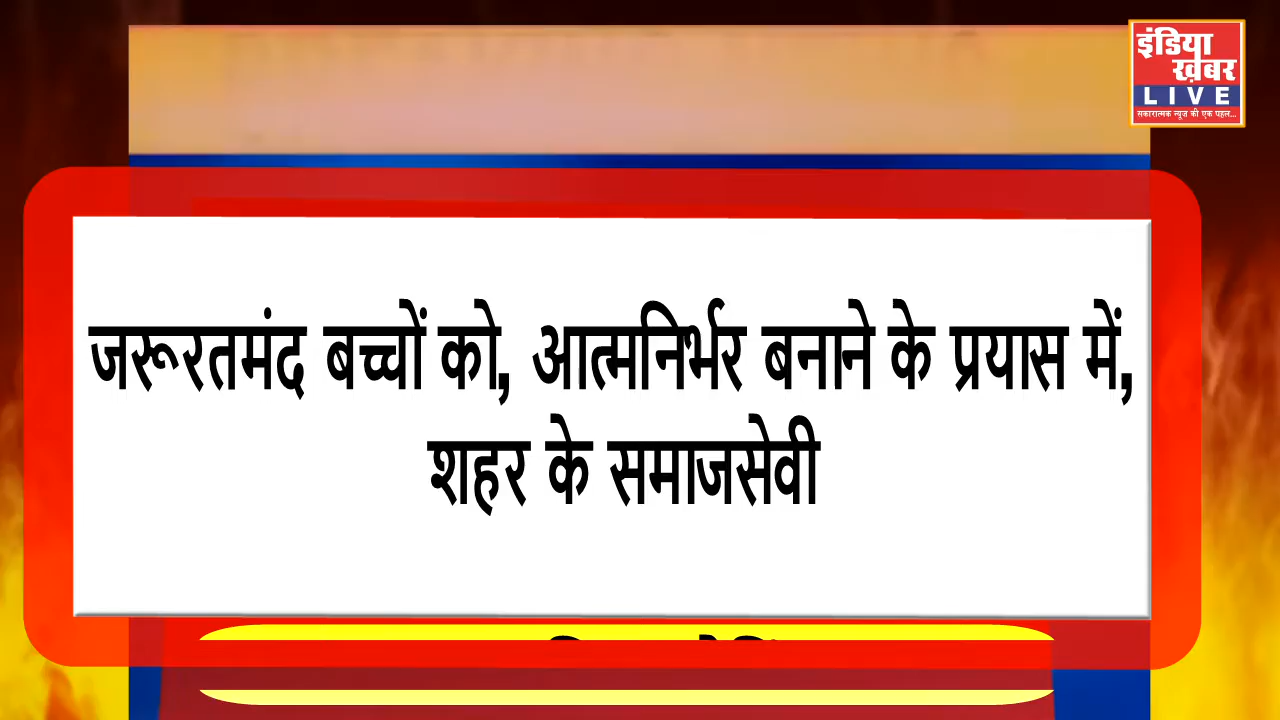 इंडिया
ख़बर
LIVE
सकारात्मक न्यूज़ की एक पहल...
जरूरतमंद बच्चों को, आत्मनिर्भर बनाने के प्रयास में,
शहर के समाजसेवी